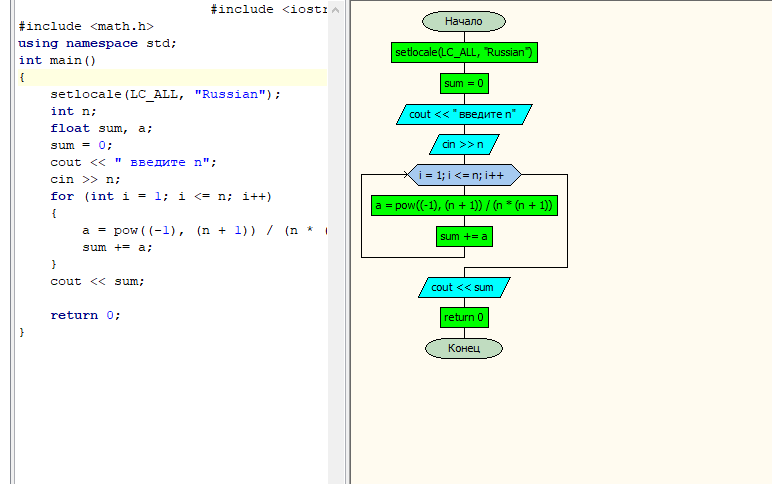 #include <iostr
#include <math.h>
using namespace std;
int main()
{
setlocale(LC_ALL, "Russian");
int n;
float sum, a;
sum = 0;
cout << " введите n";
cin >> n;
for (int i = 1; i <= n; i++)
{
a = pow((-1), (n + 1)) / (n * (
sum += a;
}
cout << sum;
return 0;
}
Начало
setlocale(LC_ALL, "Russian")
sum = 0
cout << " введите n"
cin >> n
i = 1; i <= n; i++
a = pow((-1), (n + 1)) / (n * (n + 1))
sum += a
cout << sum
return 0
Конец